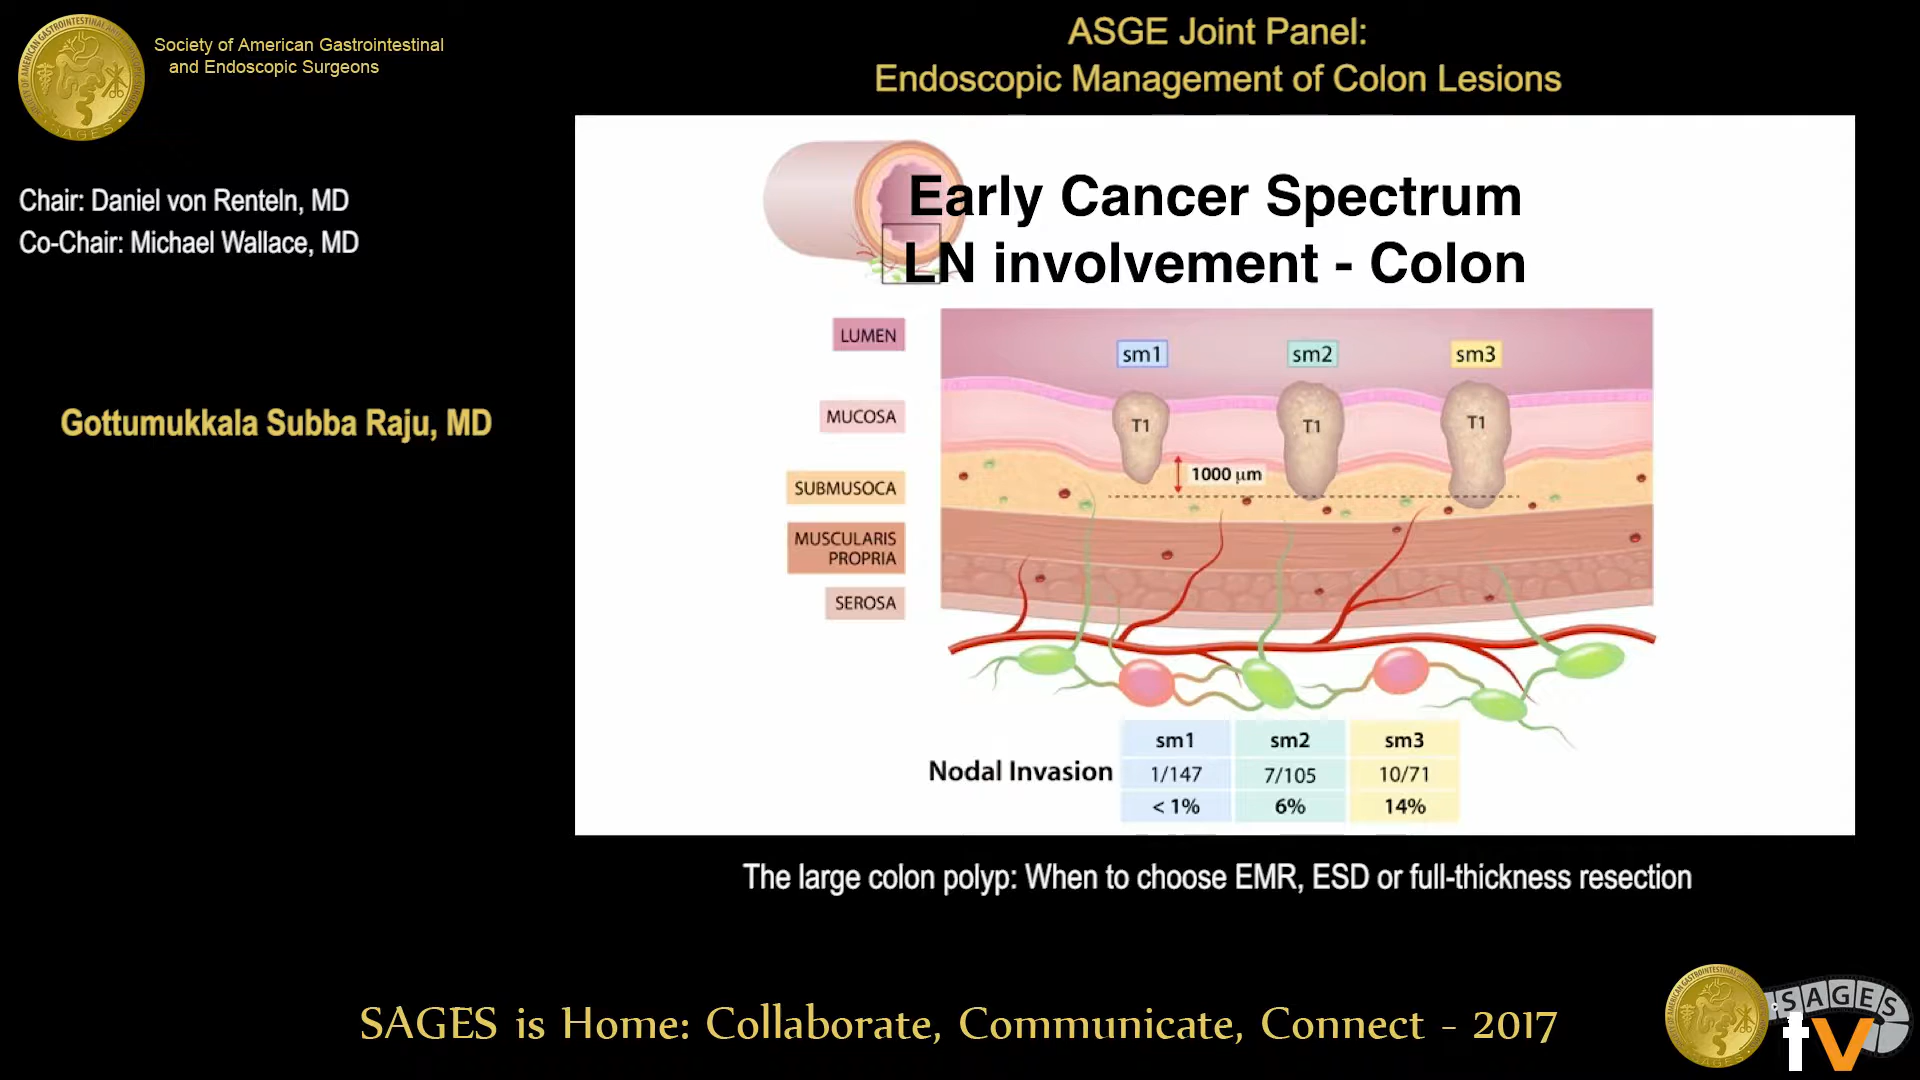 Society of American Gastrointestinal
and Endoscopic Surgeons
ASGE Joint Panel:
Endoscopic Management of Colon Lesions
Chair: Daniel von Renteln, MD
Co-Chair: Michael Wallace, MD
Gottumukkala Subba Raju, MD
Early Cancer Spectrum
LN involvement - Colon
LUMEN
sm1 sm2 sm3
MUCOSA
T1 T1 T1
1000 µm
SUBMUSOCA
MUSCULARIS
PROPRIA
SEROSA
sm1 sm2 sm3
Nodal Invasion 1/147 7/105 10/71
< 1% 6% 14%
The large colon polyp: When to choose EMR, ESD or full-thickness resection
SAGES is Home: Collaborate, Communicate, Connect - 2017
SAGES
tv